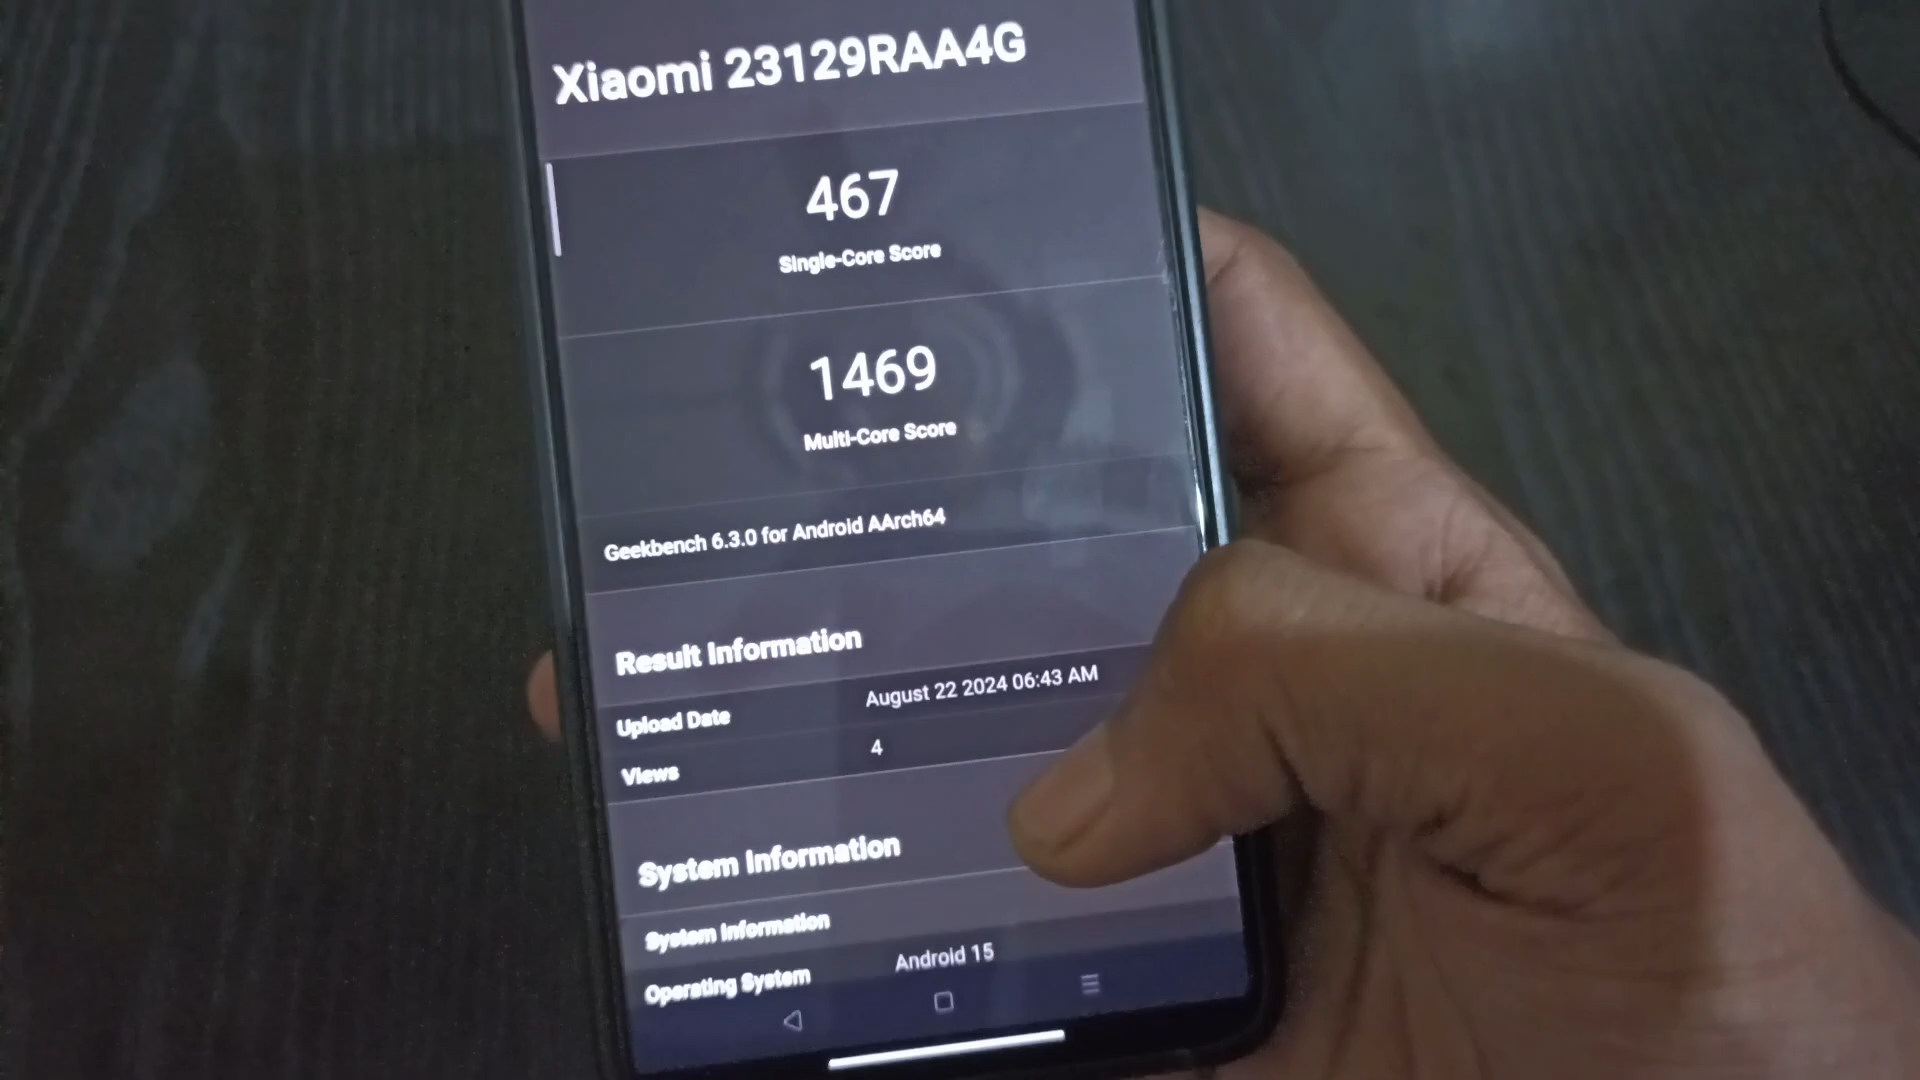 Xiaomi 23129RAA4G
467
Single-Core Score
1469
Multi-Core Score
Geekbench 6.3.0 for Android AArch64
Result Information
Upload Date August 22 2024 06:43 AM
Views 4
System Information
System Information
Operating System Android 15